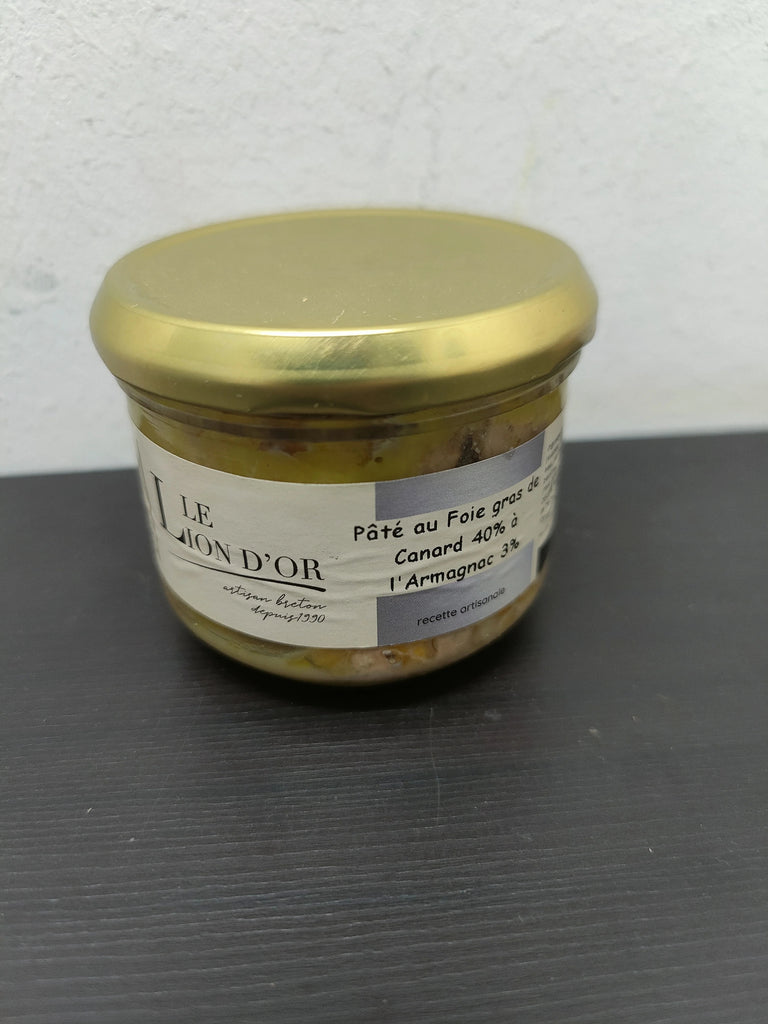 LE
LION D'OR
artisan breton
depuis 1990
Pâté au Foie gras de
Canard 40% à
l'Armagnac 3%
recette artisanale